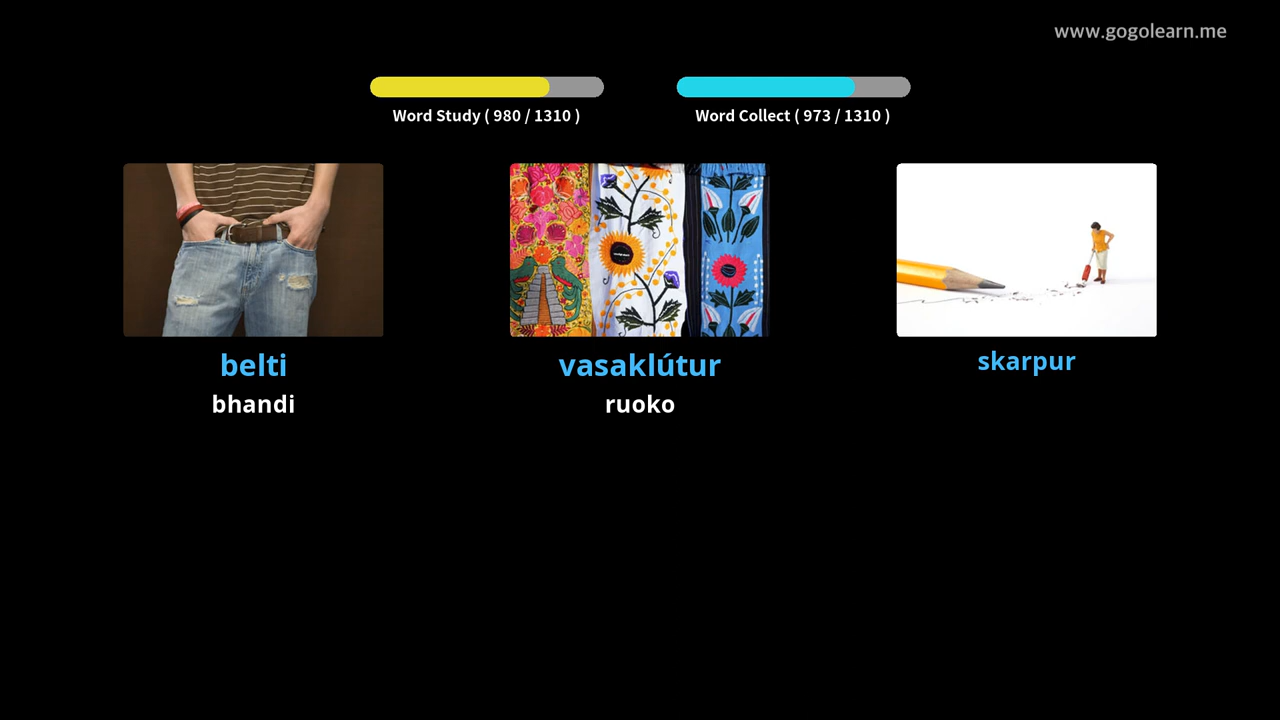 www.gogolearn.me
Word Study ( 980 / 1310 )
Word Collect ( 973 / 1310 )
belti
bhandi
vasaklútur
ruoko
skarpur